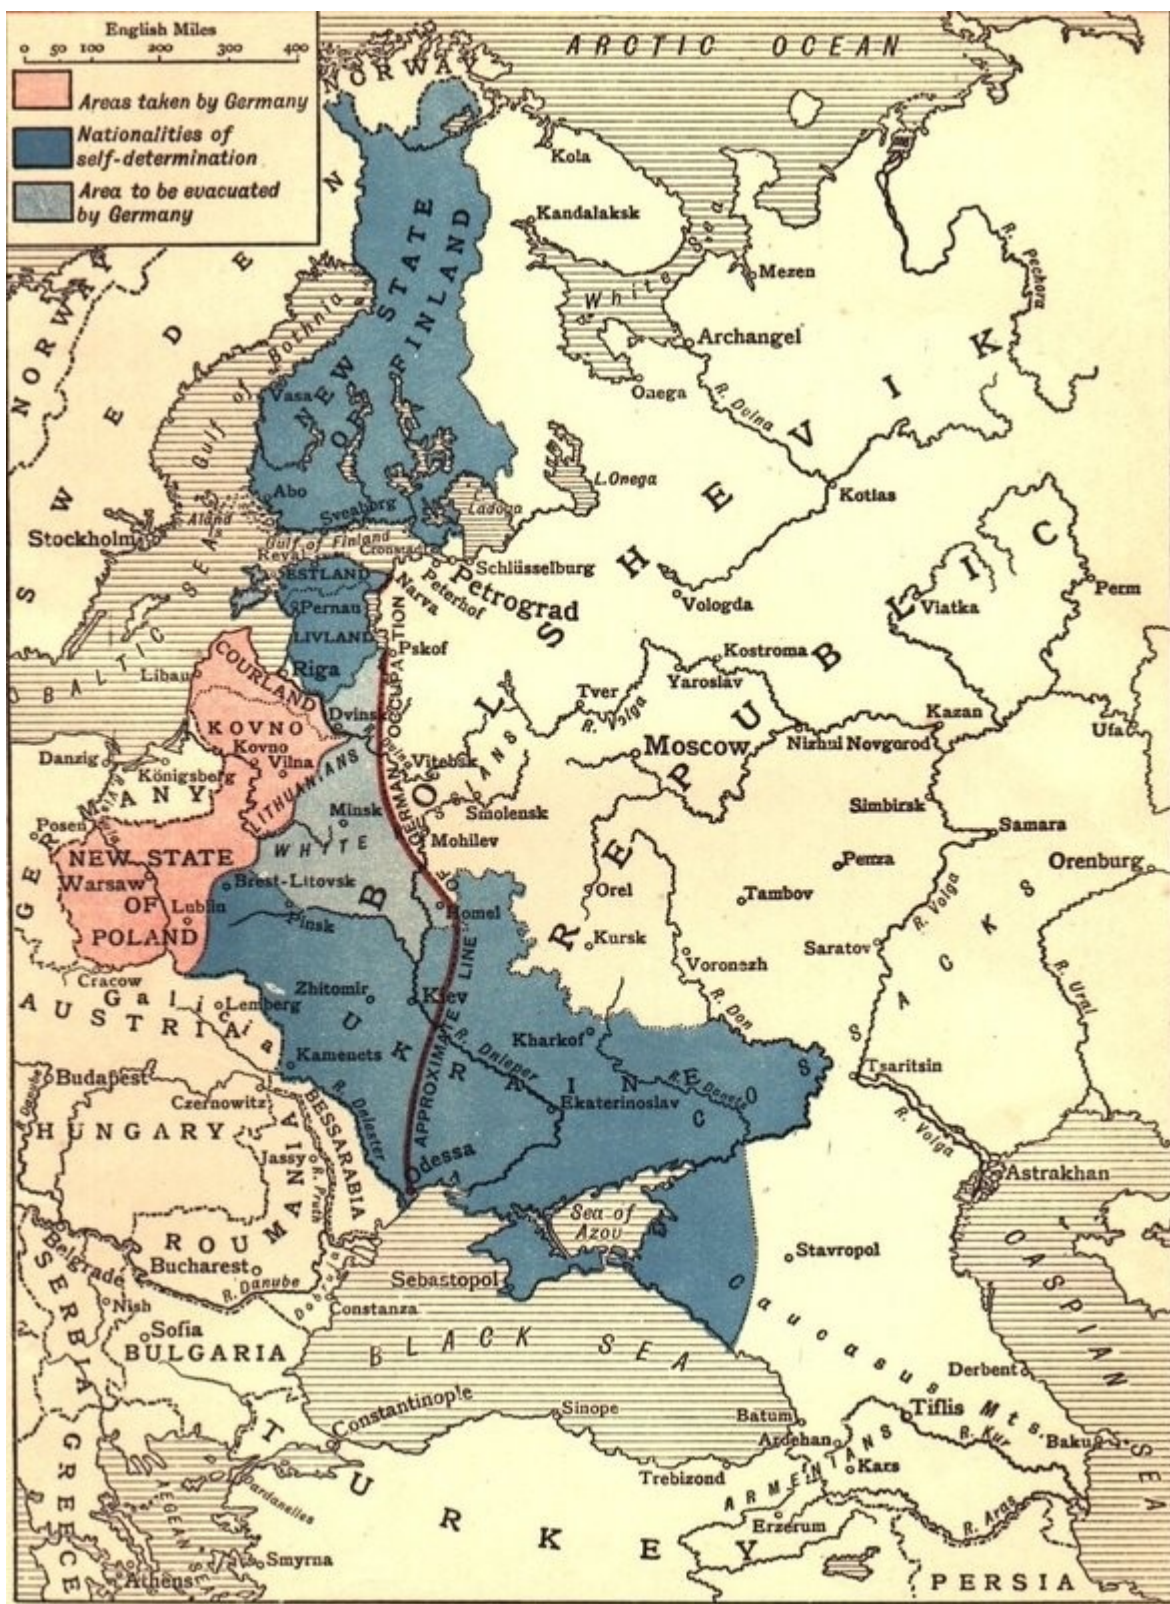 English Miles
0 50 100 200 300 400
Areas taken by Germany
Nationalities of
self-determination
Area to be evacuated
by Germany
ARCTIC OCEAN
NORWAY
Kola
Kandalaksk
White Sea
Mezen
R. Pechora
Archangel
Onega
R. Dvina
NORWAY
SWEDEN
Gulf of Bothnia
NEW STATE
OF FINLAND
Vasa
Abo
Sveaborg
Aland
Ladoga
L. Onega
Kotlas
Stockholm
Gulf of Finland
Cronstadt
Reval
ESTLAND
Schlüsselburg
Peterhof
Petrograd
Narva
Pernau
LIVLAND
Pskof
Riga
BALTIC SEA
Vologda
Viatka
Perm
BOLSHEVIK
REPUBLIC
Libau
COURLAND
Kostroma
Yaroslav
Tver
R. Volga
Kazan
Ufa
Dvinsk
R. Dvina
KOVNO
Kovno
Vilna
Danzig
Königsberg
LITHUANIANS
Vitebsk
Moscow
Nizhni Novgorod
Simbirsk
Samara
Orenburg
Smolensk
Mohilev
Minsk
WHITE
Posen
GERMANY
NEW STATE
OF
POLAND
Warsaw
Lublin
Brest-Litovsk
Pinsk
Homel
Orel
Penza
Tambov
R. Volga
Kursk
Saratov
Voronezh
R. Don
R. Ural
APPROXIMATE LINE OF GERMAN OCCUPATION
Cracow
Galicia
Lemberg
AUSTRIA
Zhitomir
Kiev
UKRAINE
Kharkof
COSSACKS
Kamenets
R. Dnieper
R. Donets
Ekaterinoslav
Tsaritsin
R. Volga
Astrakhan
Budapest
R. Danube
Czernowitz
HUNGARY
R. Dniester
BESSARABIA
Jassy
R. Pruth
Odessa
ROUMANIA
Bucharest
R. Danube
Sea of
Azov
Sebastopol
Stavropol
Belgrade
SERBIA
Nish
Constanza
Sofia
BULGARIA
BLACK SEA
Caucasus Mts.
CASPIAN SEA
Derbent
Constantinople
Sinope
Batum
Tiflis
Ardehan
R. Kur
Baku
Trebizond
Kars
ARMENIANS
Erzerum
R. Aras
TURKEY
Dardanelles
AEGEAN SEA
Smyrna
GREECE
Athens
PERSIA